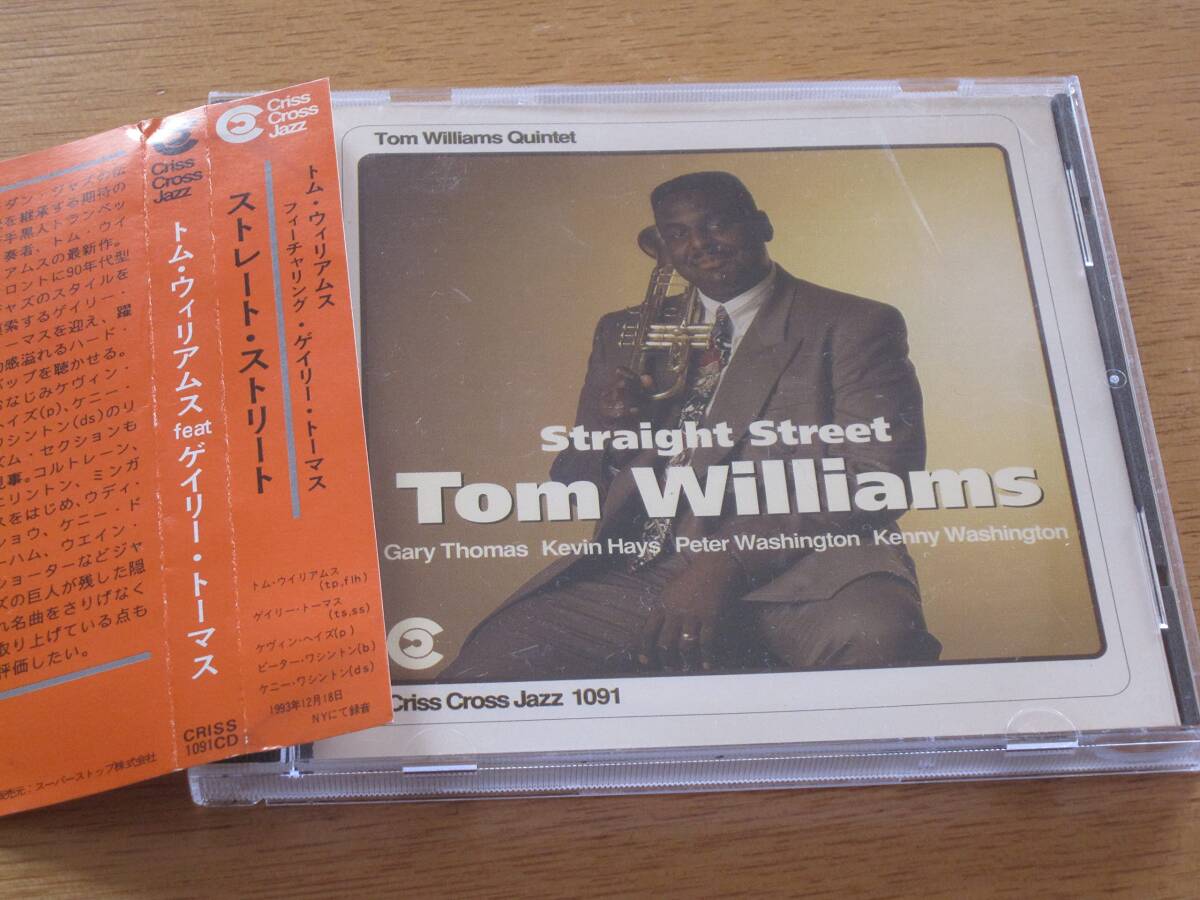 ダン・ジャズの伝
を継承する期待の
手黒人トランペッ
奏者、トム・ウイ
アムスの最新作。
ロントに90年代型
ジャズのスタイルを
索するゲイリー・
ーマスを迎え、躍
動感溢れるハード・
バップを聴かせる。
おなじみケヴィン・
ヘイズ(p)、ケニー・
ワシントン(ds)のリ
ズム・セクションも
見事。コルトレーン、
エリントン、ミンガ
スをはじめ、ウディ・
ショウ、ケニー・ド
ーハム、ウエイン・
ショーターなどジャ
ズの巨人が残した隠
れ名曲をさりげなく
取り上げている点も
評価したい。
販売元：スーパーストップ株式会社
Criss
Cross
Jazz
トム・ウィリアムス feat ゲイリー・トーマス
CRISS
1091CD
Criss
Cross
Jazz
トム・ウィリアムス
フィーチャリング・ゲイリー・トーマス
ストレート・ストリート
トム・ウイリアムス
(tp,flh)
ゲイリー・トーマス
(ts,ss)
ケヴィン・ヘイズ(p)
ピーター・ワシントン(b)
ケニー・ワシントン(ds)
1993年12月18日
NYにて録音
Tom Williams Quintet
Straight Street
Tom Williams
Gary Thomas Kevin Hays Peter Washington Kenny Washington
Criss Cross Jazz 1091